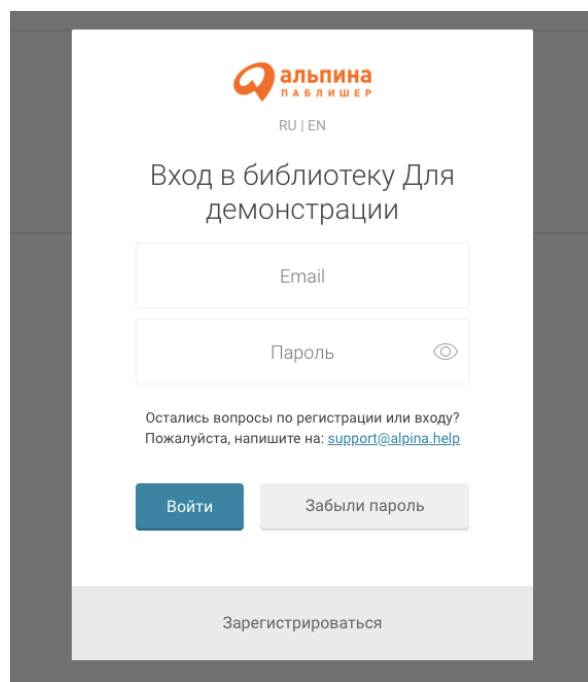 альпина
ПАБЛИШЕР
RU | EN
Вход в библиотеку Для
демонстрации
Email
Пароль
Остались вопросы по регистрации или входу?
Пожалуйста, напишите на: support@alpina.help
Войти
Забыли пароль
Зарегистрироваться